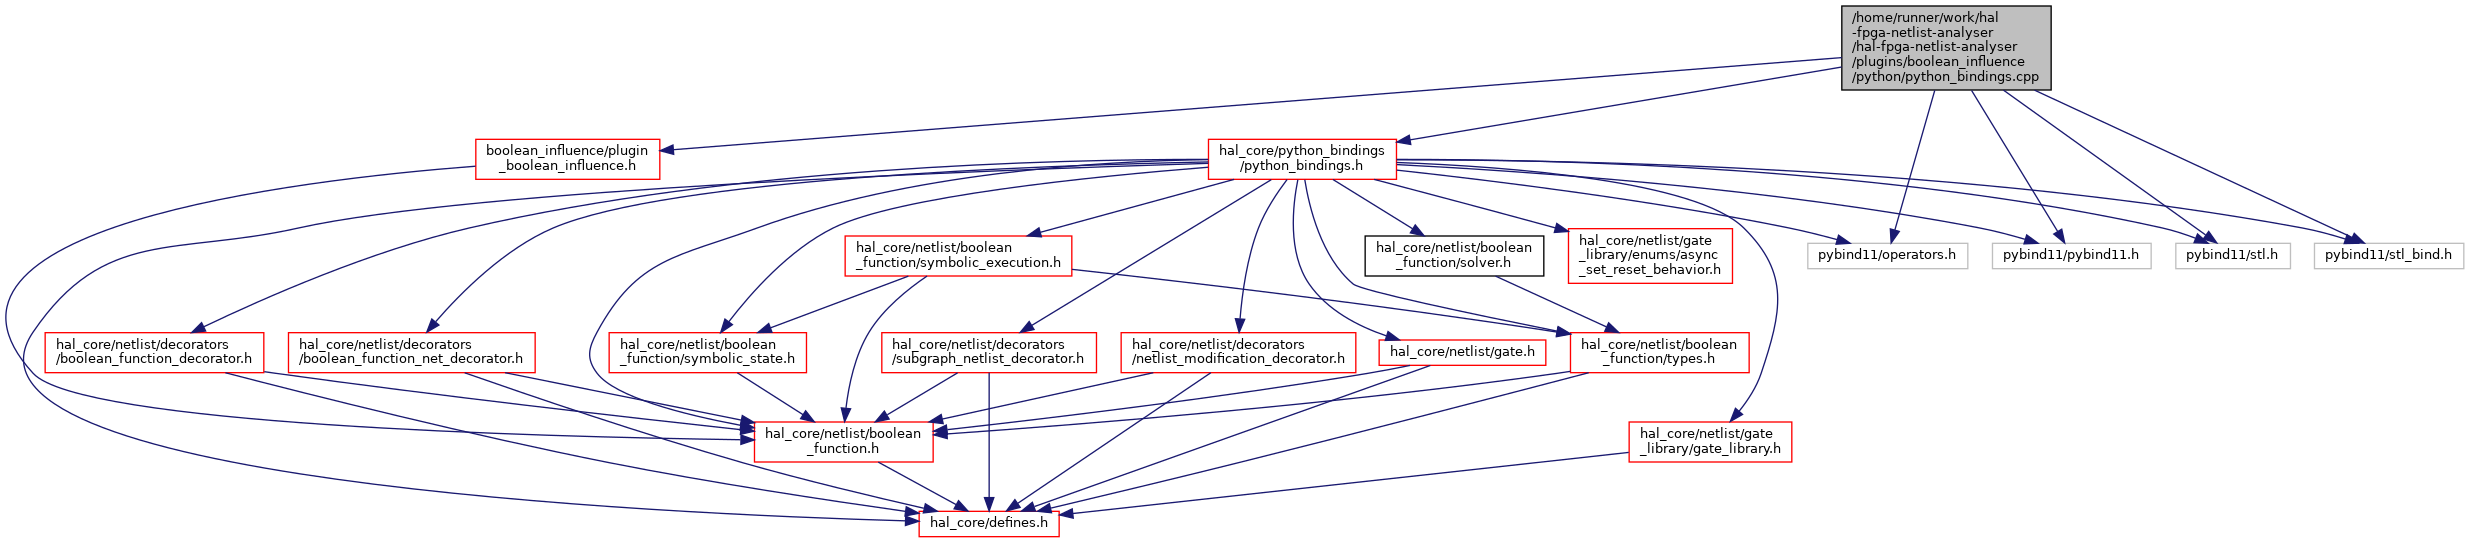 /home/runner/work/hal
-fpga-netlist-analyser
/hal-fpga-netlist-analyser
/plugins/boolean_influence
/python/python_bindings.cpp
boolean_influence/plugin
_boolean_influence.h
hal_core/python_bindings
/python_bindings.h
hal_core/netlist/boolean
_function/symbolic_execution.h
hal_core/netlist/boolean
_function/solver.h
hal_core/netlist/gate
_library/enums/async
_set_reset_behavior.h
pybind11/operators.h
pybind11/pybind11.h
pybind11/stl.h
pybind11/stl_bind.h
hal_core/netlist/decorators
/boolean_function_decorator.h
hal_core/netlist/decorators
/boolean_function_net_decorator.h
hal_core/netlist/boolean
_function/symbolic_state.h
hal_core/netlist/decorators
/subgraph_netlist_decorator.h
hal_core/netlist/decorators
/netlist_modification_decorator.h
hal_core/netlist/gate.h
hal_core/netlist/boolean
_function/types.h
hal_core/netlist/boolean
_function.h
hal_core/netlist/gate
_library/gate_library.h
hal_core/defines.h